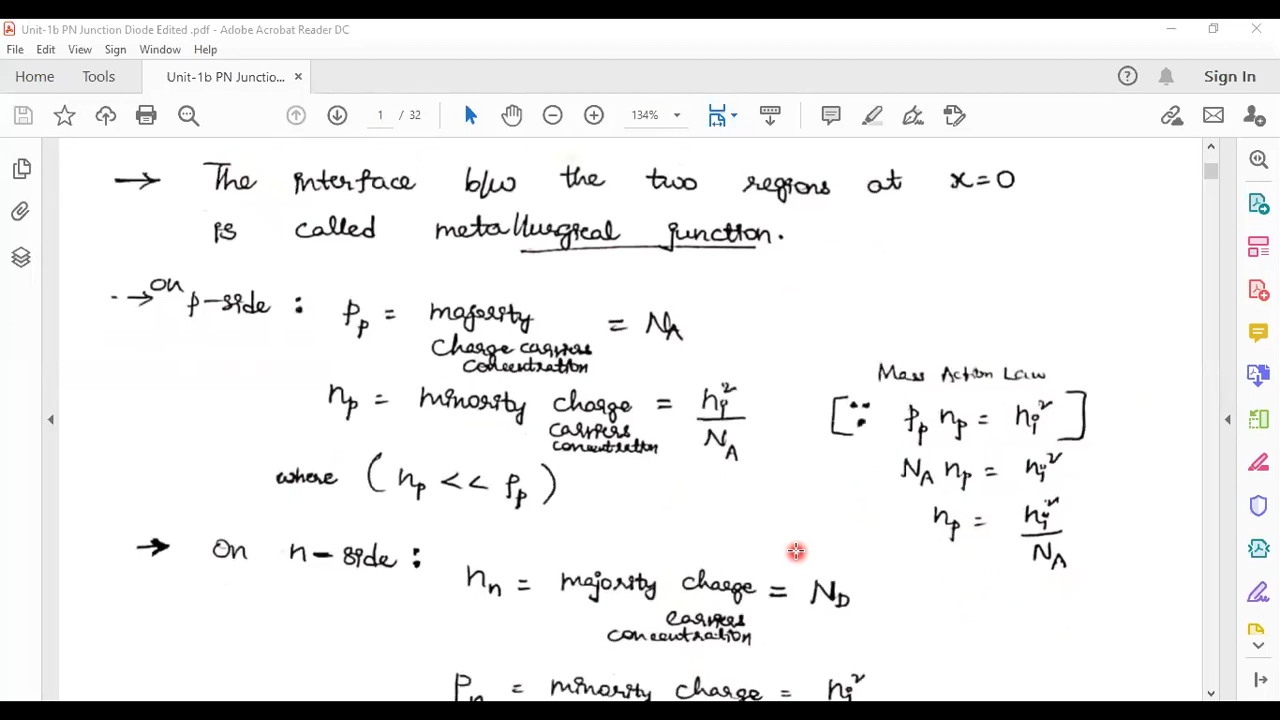 Unit-1b PN Junction Diode Edited .pdf - Adobe Acrobat Reader DC
File Edit View Sign Window Help
Home Tools Unit-1b PN Junctio... ×
1 / 32 134%
Sign In
→ The interface b/w the two regions at x=0
is called metallurgical junction.
--→ on p-side : Pp = majority charge carriers concentration = NA
np = minority charge carriers concentration = ni² / NA
where ( np << Pp )
Mass Action Law
[∵ Pp np = ni² ]
NA np = ni²
np = ni² / NA
→ On n-side : nn = majority charge carriers concentration = ND
Pn = minority charge = ni²